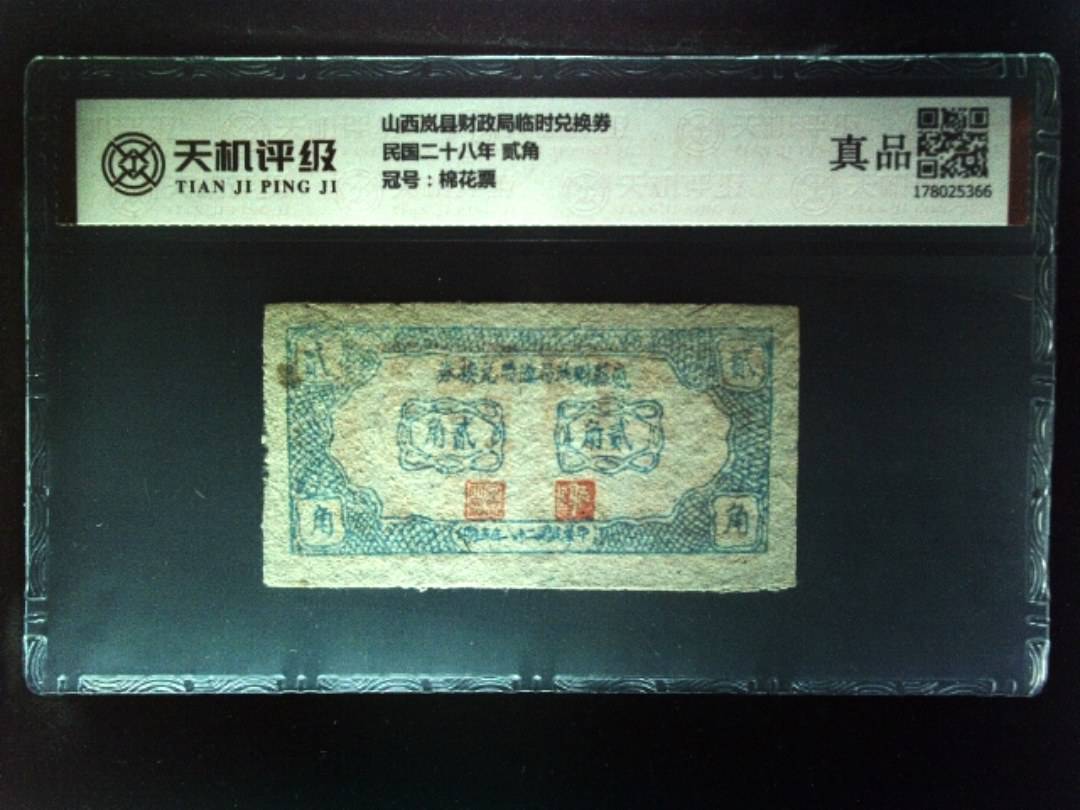 天机评级
TIAN JI PING JI
山西岚县财政局临时兑换券
民国二十八年 贰角
冠号：棉花票
真品
178025366
贰
贰
角贰
角贰
角
角